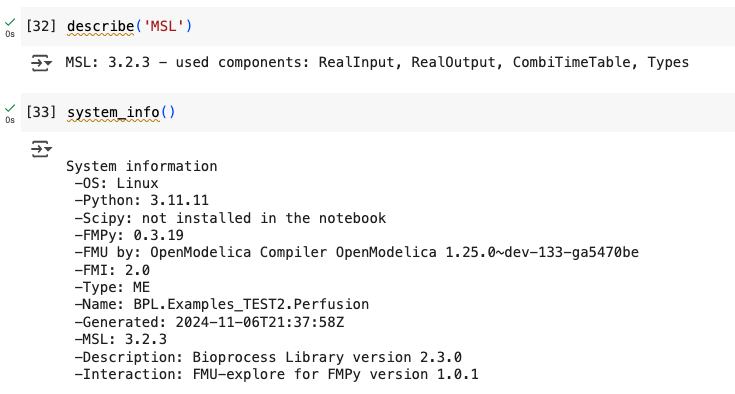 [32] describe('MSL')
0s
MSL: 3.2.3 – used components: RealInput, RealOutput, CombiTimeTable, Types
[33] system_info()
0s
System information
-OS: Linux
-Python: 3.11.11
-Scipy: not installed in the notebook
-FMPy: 0.3.19
-FMU by: OpenModelica Compiler OpenModelica 1.25.0~dev-133-ga5470be
-FMI: 2.0
-Type: ME
-Name: BPL.Examples_TEST2.Perfusion
-Generated: 2024-11-06T21:37:58Z
-MSL: 3.2.3
-Description: Bioprocess Library version 2.3.0
-Interaction: FMU-explore for FMPy version 1.0.1